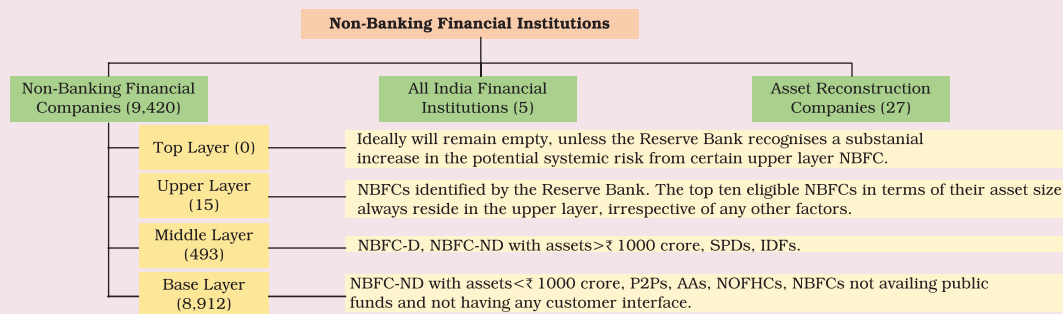 Non-Banking Financial Institutions
Non-Banking Financial
Companies (9,420)
All India Financial
Institutions (5)
Asset Reconstruction
Companies (27)
Top Layer (0)
Ideally will remain empty, unless the Reserve Bank recognises a substanial
increase in the potential systemic risk from certain upper layer NBFC.
Upper Layer
(15)
NBFCs identified by the Reserve Bank. The top ten eligible NBFCs in terms of their asset size
always reside in the upper layer, irrespective of any other factors.
Middle Layer
(493)
NBFC-D, NBFC-ND with assets>₹ 1000 crore, SPDs, IDFs.
Base Layer
(8,912)
NBFC-ND with assets<₹ 1000 crore, P2Ps, AAs, NOFHCs, NBFCs not availing public
funds and not having any customer interface.